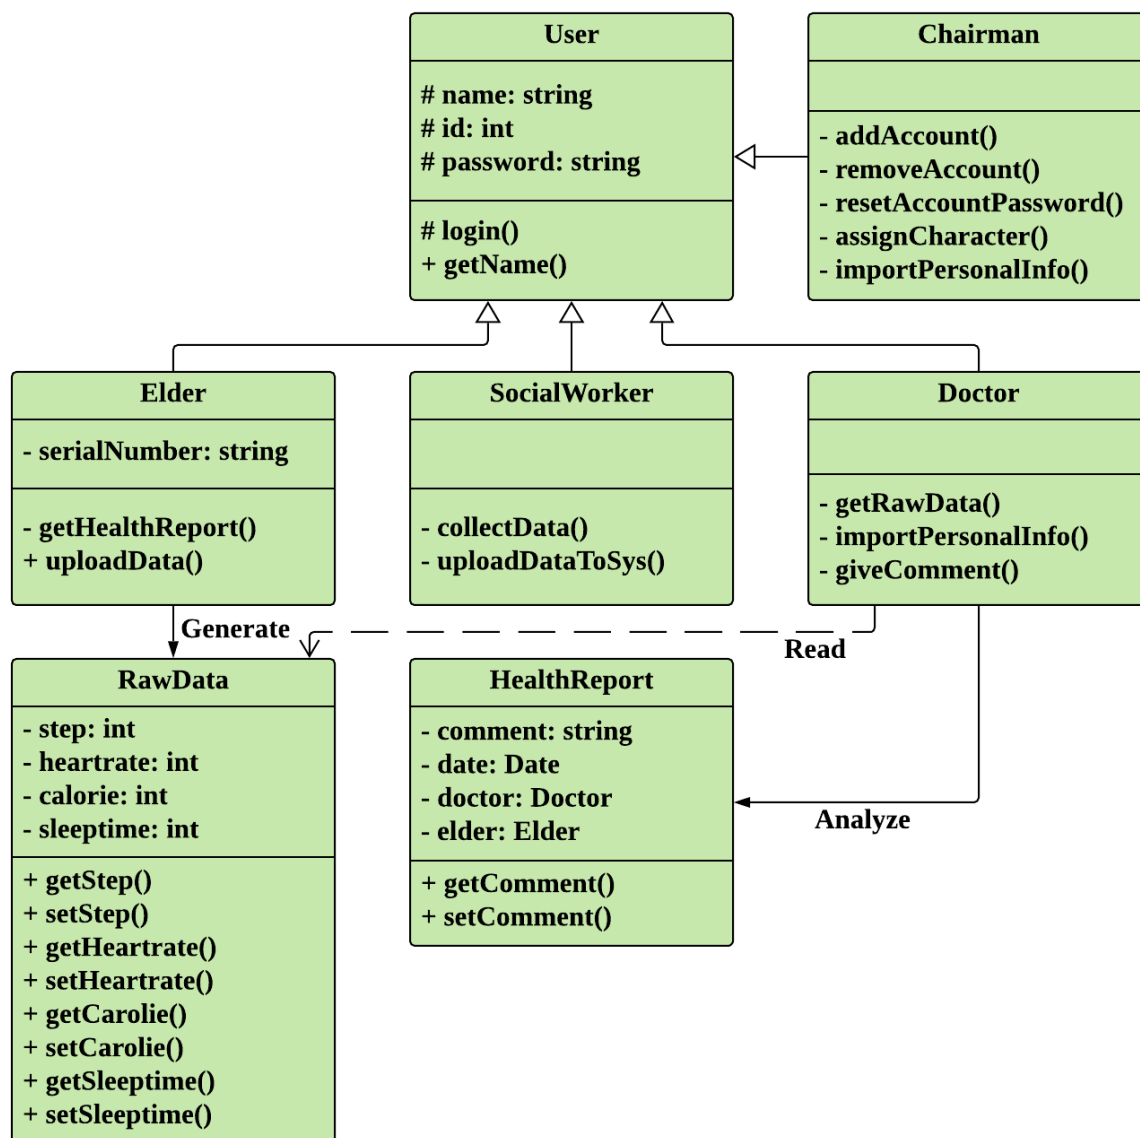 User
# name: string
# id: int
# password: string
# login()
+ getName()
Chairman
- addAccount()
- removeAccount()
- resetAccountPassword()
- assignCharacter()
- importPersonalInfo()
Elder
- serialNumber: string
- getHealthReport()
+ uploadData()
SocialWorker
- collectData()
- uploadDataToSys()
Doctor
- getRawData()
- importPersonalInfo()
- giveComment()
Generate
Read
RawData
- step: int
- heartrate: int
- calorie: int
- sleeptime: int
+ getStep()
+ setStep()
+ getHeartrate()
+ setHeartrate()
+ getCarolie()
+ setCarolie()
+ getSleeptime()
+ setSleeptime()
HealthReport
- comment: string
- date: Date
- doctor: Doctor
- elder: Elder
+ getComment()
+ setComment()
Analyze